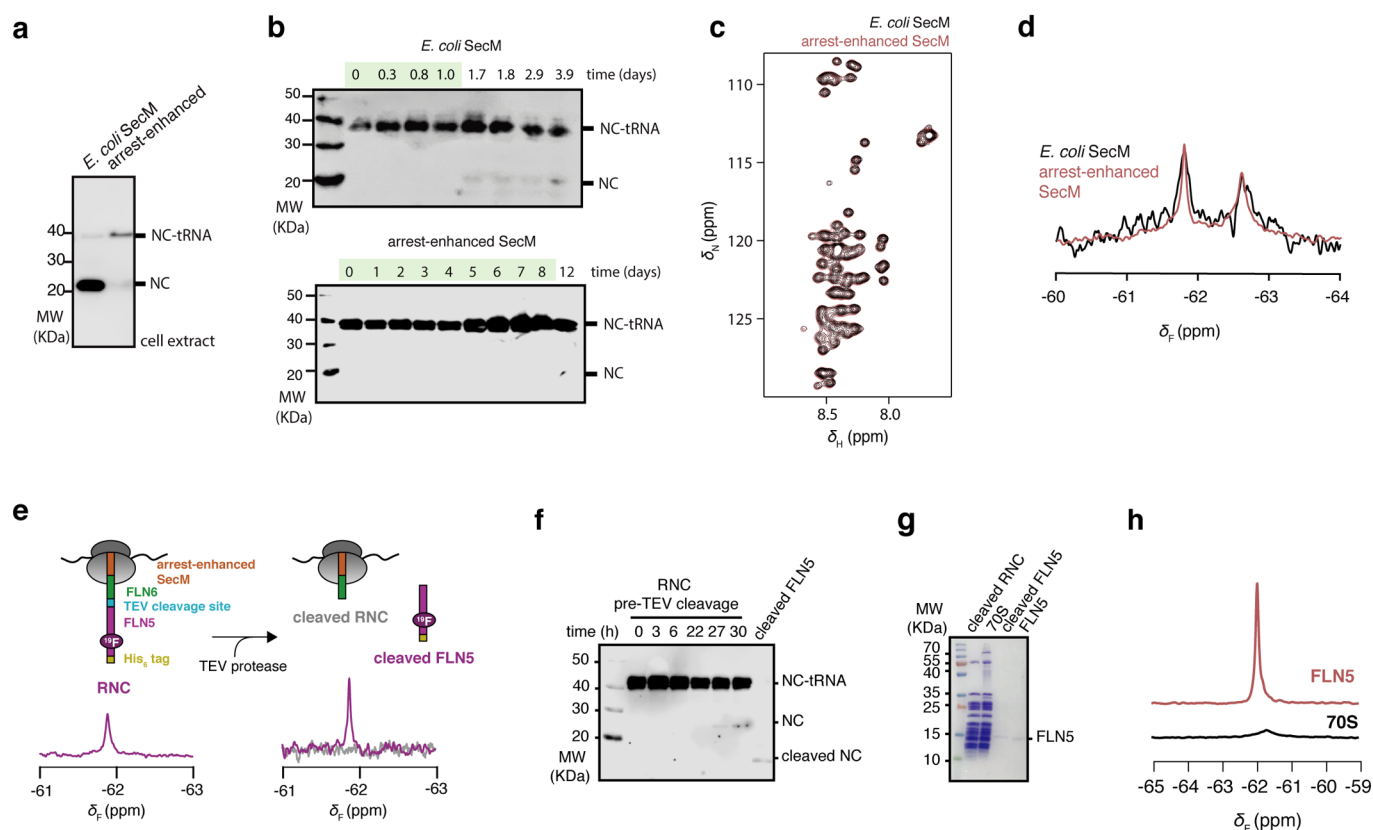 a
E. coli SecM
arrest-enhanced
40
30
20
MW
(KDa)
NC-tRNA
NC
cell extract
b
E. coli SecM
0 0.3 0.8 1.0 1.7 1.8 2.9 3.9 time (days)
50
40
30
20
MW
(KDa)
NC-tRNA
NC
arrest-enhanced SecM
0 1 2 3 4 5 6 7 8 12 time (days)
50
40
30
20
MW
(KDa)
NC-tRNA
NC
c
E. coli SecM
arrest-enhanced SecM
110
115
120
125
δN (ppm)
8.5 8.0
δH (ppm)
d
E. coli SecM
arrest-enhanced
SecM
-60 -61 -62 -63 -64
δF (ppm)
e
arrest-enhanced
SecM
FLN6
TEV cleavage site
FLN5
19F
His6 tag
RNC
-61 -62 -63
δF (ppm)
TEV protease
cleaved RNC
19F
cleaved FLN5
-61 -62 -63
δF (ppm)
f
RNC
pre-TEV cleavage
cleaved FLN5
time (h) 0 3 6 22 27 30
50
40
30
20
MW
(KDa)
NC-tRNA
NC
cleaved NC
g
cleaved RNC
70S
cleaved FLN5
FLN5
MW
(KDa)
70
55
40
35
25
15
10
FLN5
h
FLN5
70S
-65 -64 -63 -62 -61 -60 -59
δF (ppm)